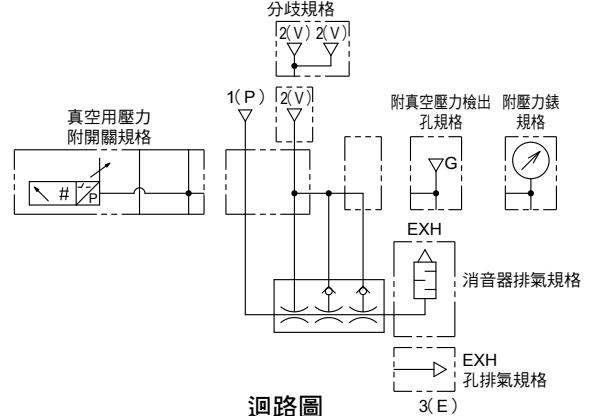 分歧規格
2(V) 2(V)
1(P) 2(V)
真空用壓力
附開關規格
附真空壓力檢出
孔規格
附壓力錶
規格
G
# P
EXH
消音器排氣規格
EXH
孔排氣規格
3(E)
迴路圖